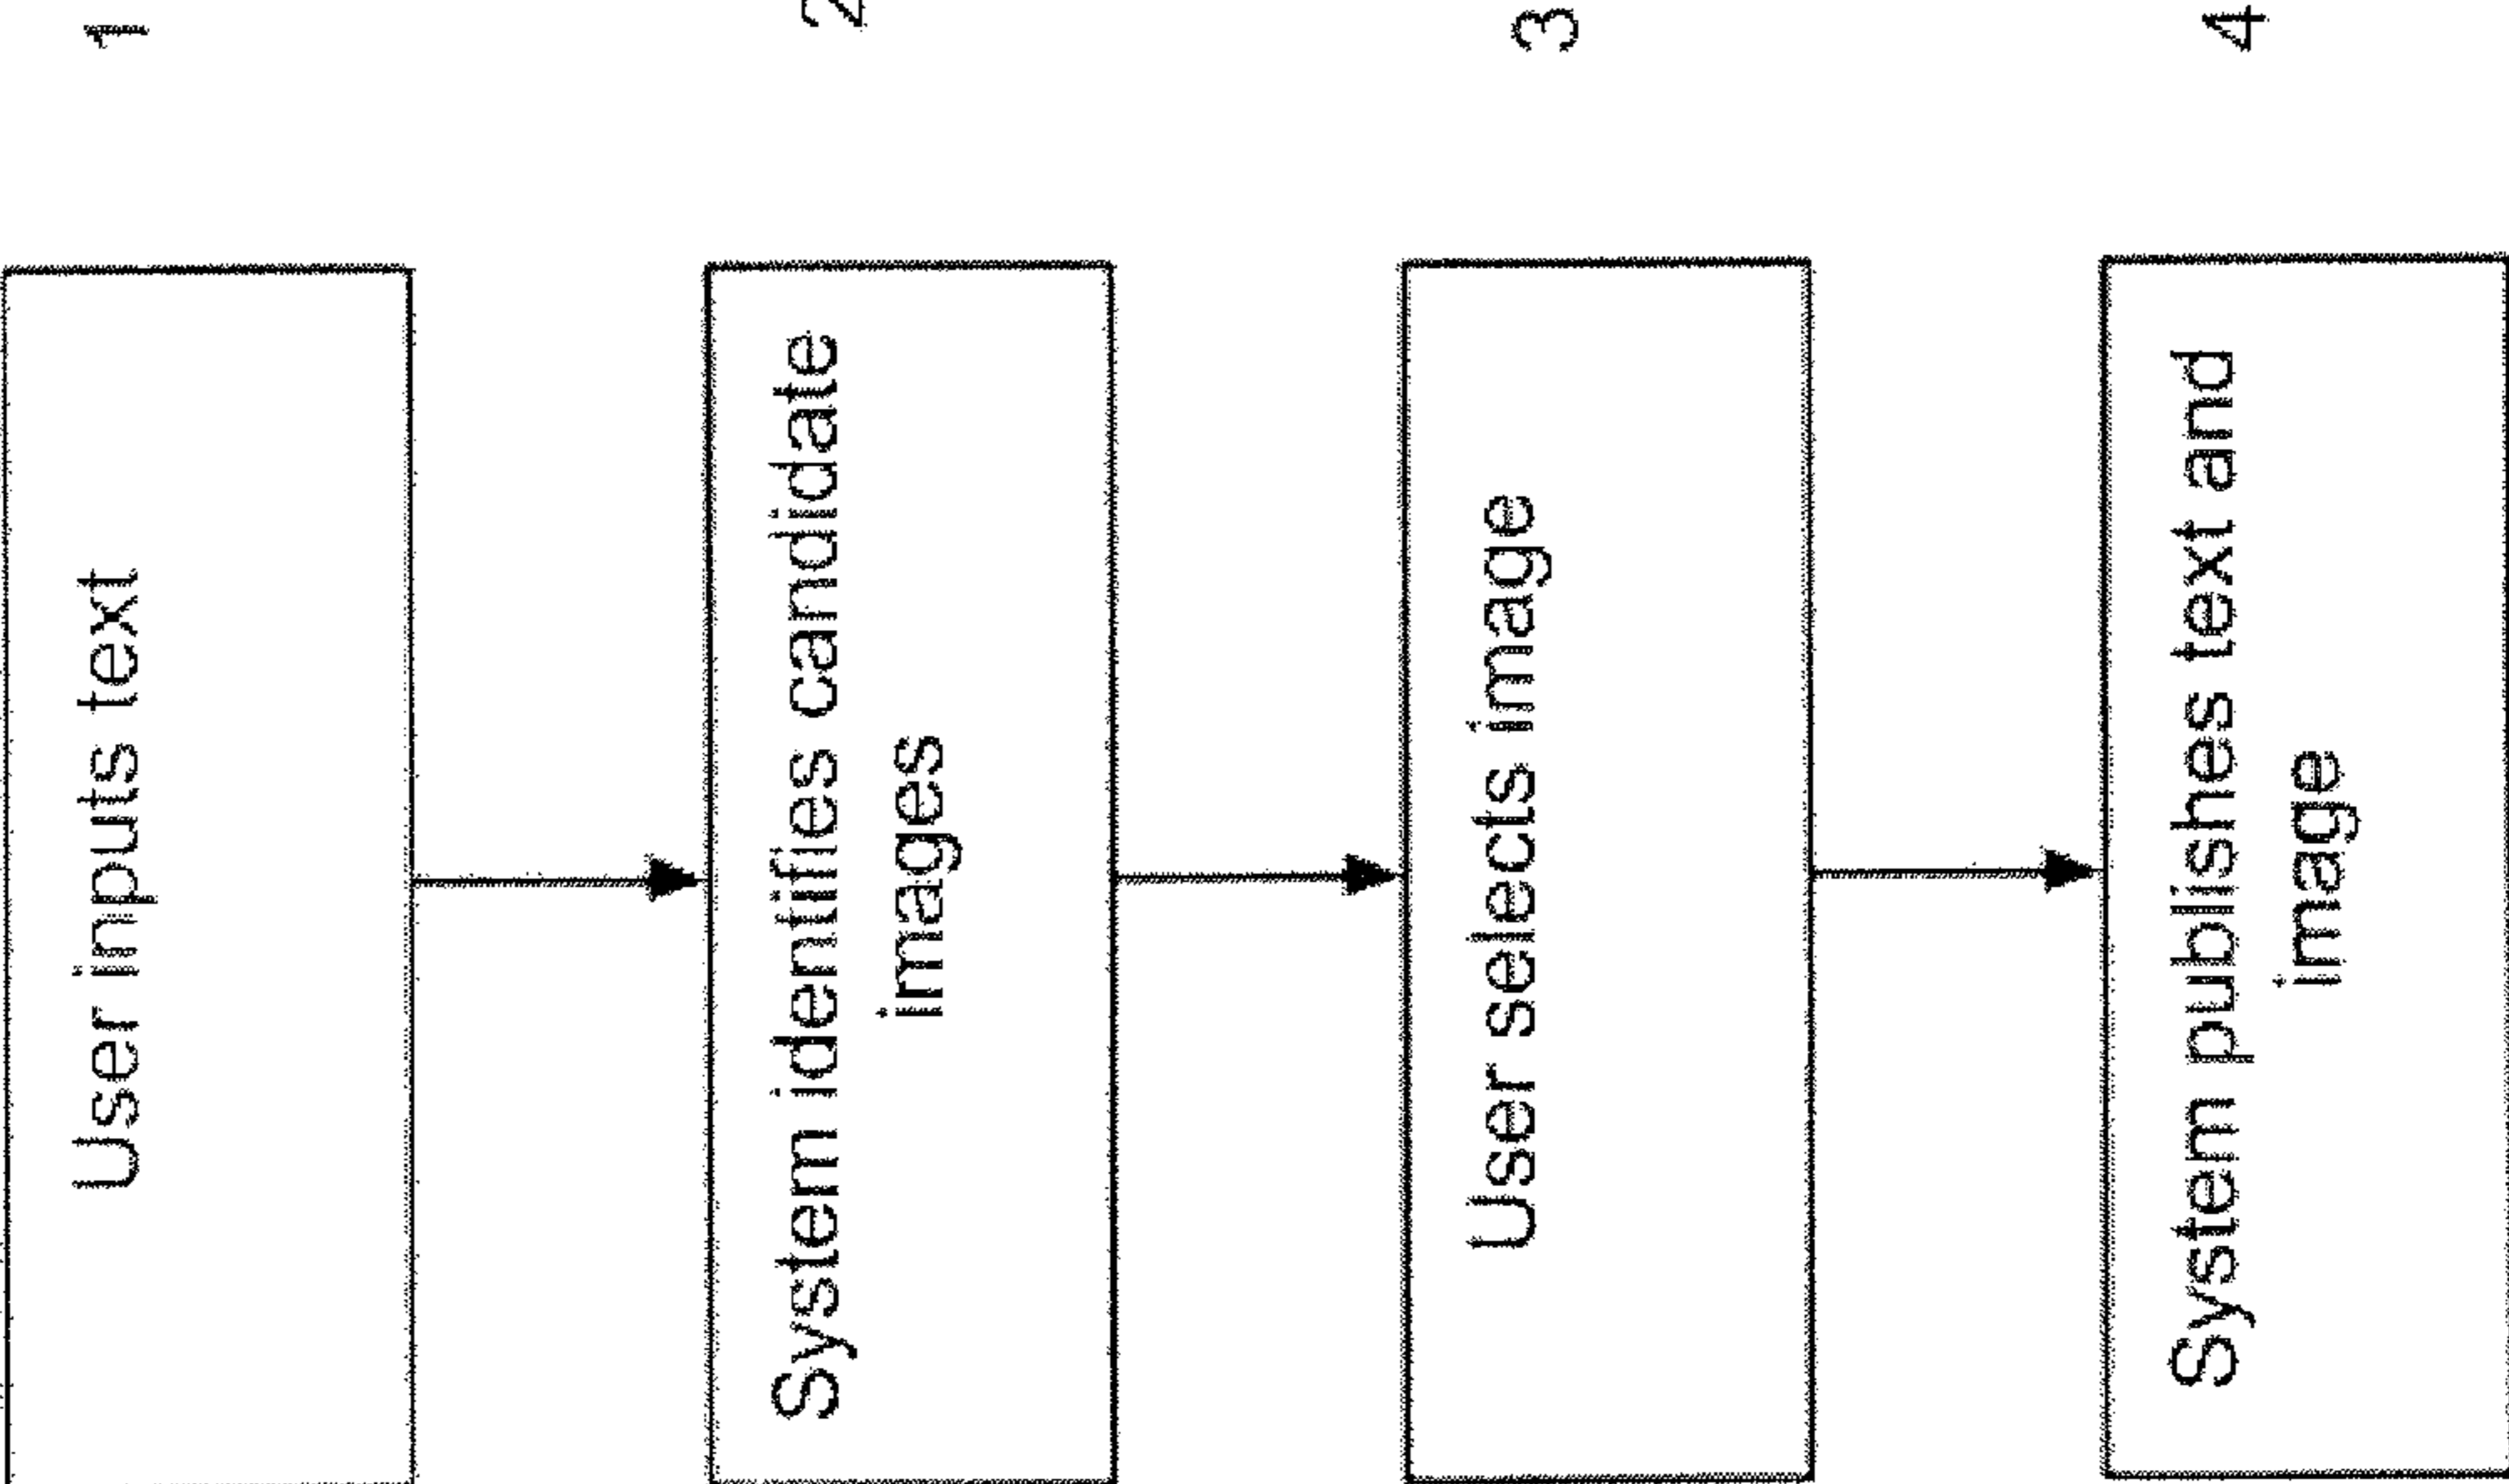 User inputs text
1
System identifies candidate
images
2
User selects image
3
System publishes text and
image
4